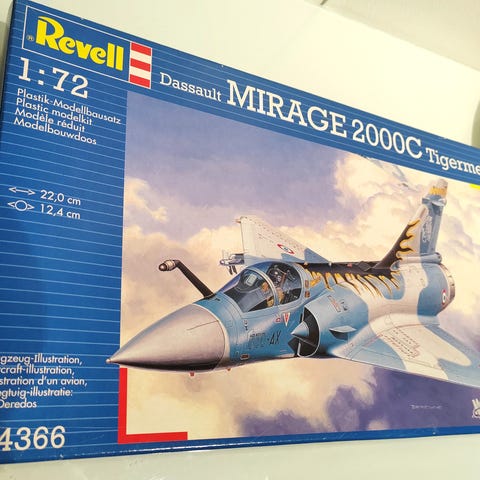 Revell
1:72
Plastik-Modellbausatz
Plastic modelkit
Modèle réduit
Modelbouwdoos
Dassault MIRAGE 2000C Tigerme
22,0 cm
12,4 cm
gzeug-Illustration,
craft-illustration,
stration d'un avion,
egtuig-illustratie:
Deredos
4366